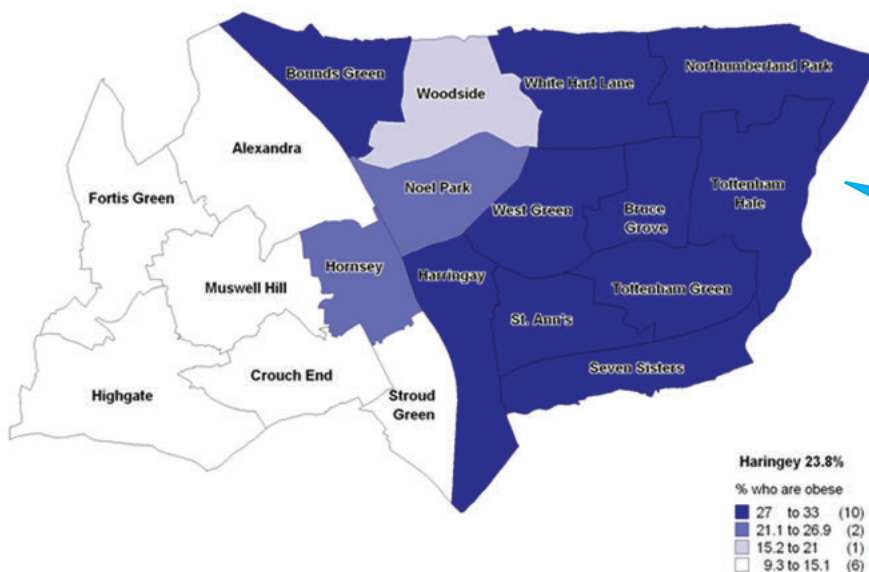 Bounds Green
Woodside
White Hart Lane
Northumberland Park
Alexandra
Fortis Green
Noel Park
West Green
Bruce
Grove
Tottenham
Hale
Muswell Hill
Hornsey
Harringay
Tottenham Green
St. Ann's
Seven Sisters
Highgate
Crouch End
Stroud
Green
Haringey 23.8%
% who are obese
27 to 33 (10)
21.1 to 26.9 (2)
15.2 to 21 (1)
9.3 to 15.1 (6)